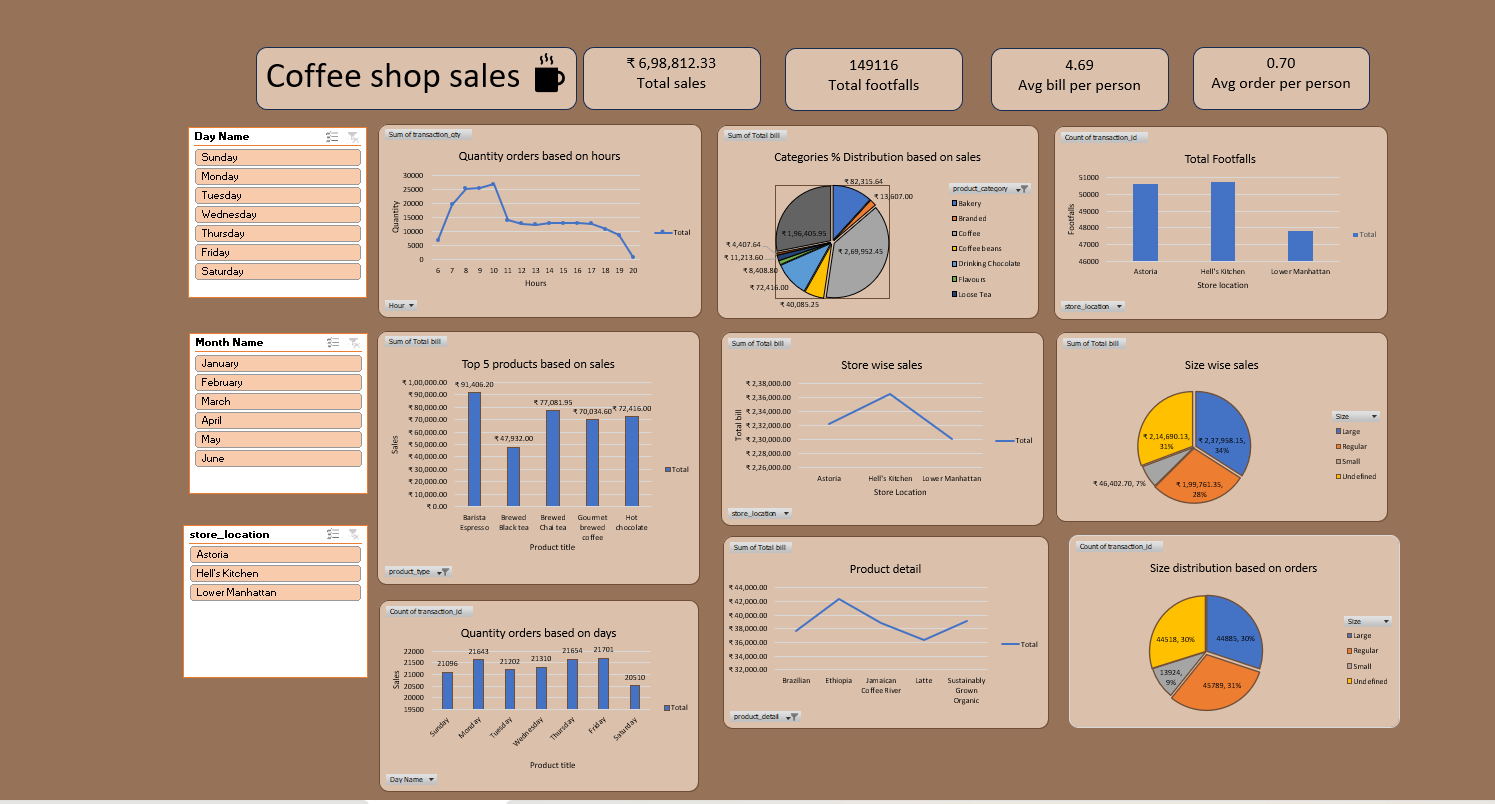 Coffee shop sales
₹ 6,98,812.33
Total sales
149116
Total footfalls
4.69
Avg bill per person
0.70
Avg order per person
Day Name
Sunday
Monday
Tuesday
Wednesday
Thursday
Friday
Saturday
Month Name
January
February
March
April
May
June
store_location
Astoria
Hell's Kitchen
Lower Manhattan
Sum of transaction_qty
Quantity orders based on hours
30000
25000
20000
15000
10000
5000
0
Quantity
6 7 8 9 10 11 12 13 14 15 16 17 18 19 20
Hours
Total
Hour
Sum of Total bill
Categories % Distribution based on sales
₹ 82,315.64
₹ 13,607.00
₹ 2,69,952.45
₹ 40,085.25
₹ 72,416.00
₹ 8,408.80
₹ 11,213.60
₹ 4,407.64
₹ 1,96,405.95
product_category
Bakery
Branded
Coffee
Coffee beans
Drinking Chocolate
Flavours
Loose Tea
Count of transaction_id
Total Footfalls
51000
50000
49000
48000
47000
46000
Footfalls
Astoria Hell's Kitchen Lower Manhattan
Store location
Total
store_location
Sum of Total bill
Top 5 products based on sales
₹ 1,00,000.00
₹ 90,000.00
₹ 80,000.00
₹ 70,000.00
₹ 60,000.00
₹ 50,000.00
₹ 40,000.00
₹ 30,000.00
₹ 20,000.00
₹ 10,000.00
₹ 0.00
Sales
₹ 91,406.20
₹ 47,932.00
₹ 77,081.95
₹ 70,034.60
₹ 72,416.00
Barista Espresso
Brewed Black tea
Brewed Chai tea
Gourmet brewed coffee
Hot chocolate
Product title
Total
product_type
Sum of Total bill
Store wise sales
₹ 2,38,000.00
₹ 2,36,000.00
₹ 2,34,000.00
₹ 2,32,000.00
₹ 2,30,000.00
₹ 2,28,000.00
₹ 2,26,000.00
Total bill
Astoria Hell's Kitchen Lower Manhattan
Store Location
Total
store_location
Sum of Total bill
Size wise sales
₹ 2,14,690.13, 31%
₹ 2,37,958.15, 34%
₹ 46,402.70, 7%
₹ 1,99,761.35, 28%
Size
Large
Regular
Small
Undefined
Count of transaction_id
Quantity orders based on days
22000
21500
21000
20500
20000
19500
Sales
21096
21643
21202
21310
21654
21701
20510
Sunday
Monday
Tuesday
Wednesday
Thursday
Friday
Saturday
Product title
Total
Day Name
Sum of Total bill
Product detail
₹ 44,000.00
₹ 42,000.00
₹ 40,000.00
₹ 38,000.00
₹ 36,000.00
₹ 34,000.00
₹ 32,000.00
Brazilian
Ethiopia
Jamaican Coffee River
Latte
Sustainably Grown Organic
Total
product_detail
Count of transaction_id
Size distribution based on orders
44518, 30%
44885, 30%
13924, 9%
45789, 31%
Size
Large
Regular
Small
Undefined